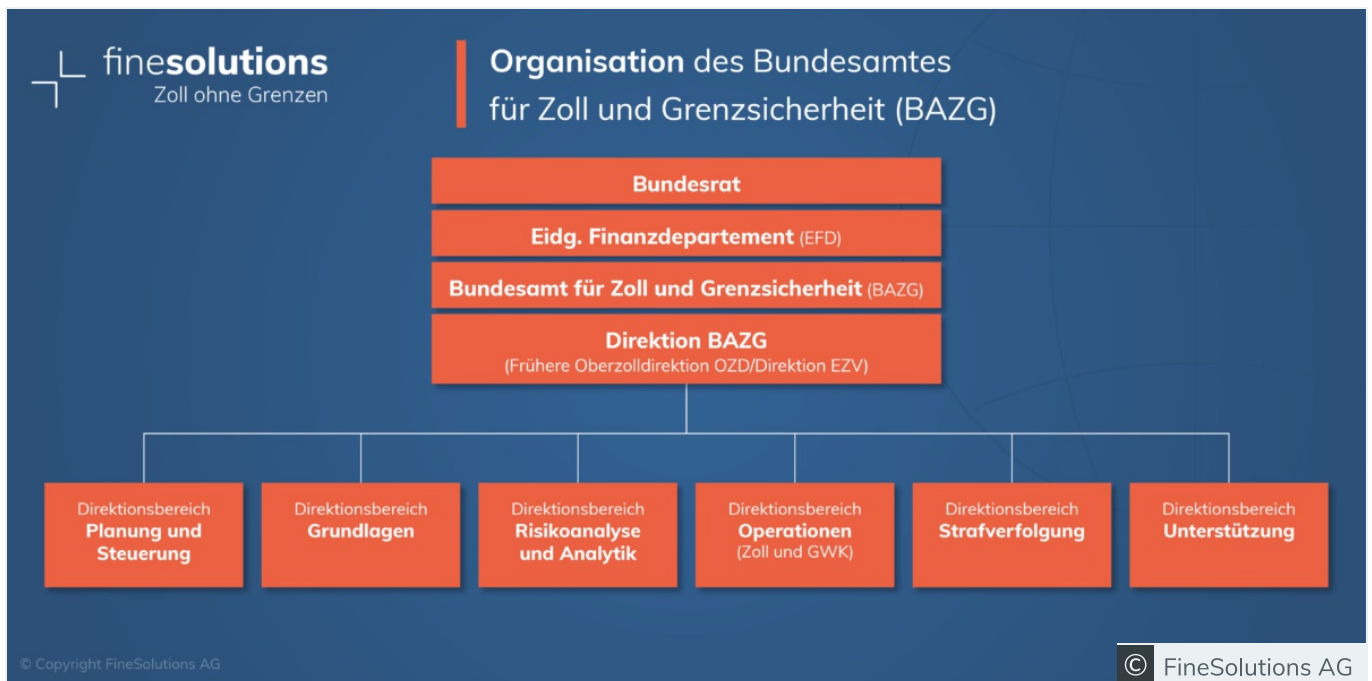 finesolutions
Zoll ohne Grenzen
Organisation des Bundesamtes
für Zoll und Grenzsicherheit (BAZG)
Bundesrat
Eidg. Finanzdepartement (EFD)
Bundesamt für Zoll und Grenzsicherheit (BAZG)
Direktion BAZG
(Frühere Oberzolldirektion OZD/Direktion EZV)
Direktionsbereich
Planung und
Steuerung
Direktionsbereich
Grundlagen
Direktionsbereich
Risikoanalyse
und Analytik
Direktionsbereich
Operationen
(Zoll und GWK)
Direktionsbereich
Strafverfolgung
Direktionsbereich
Unterstützung
© Copyright FineSolutions AG
© FineSolutions AG